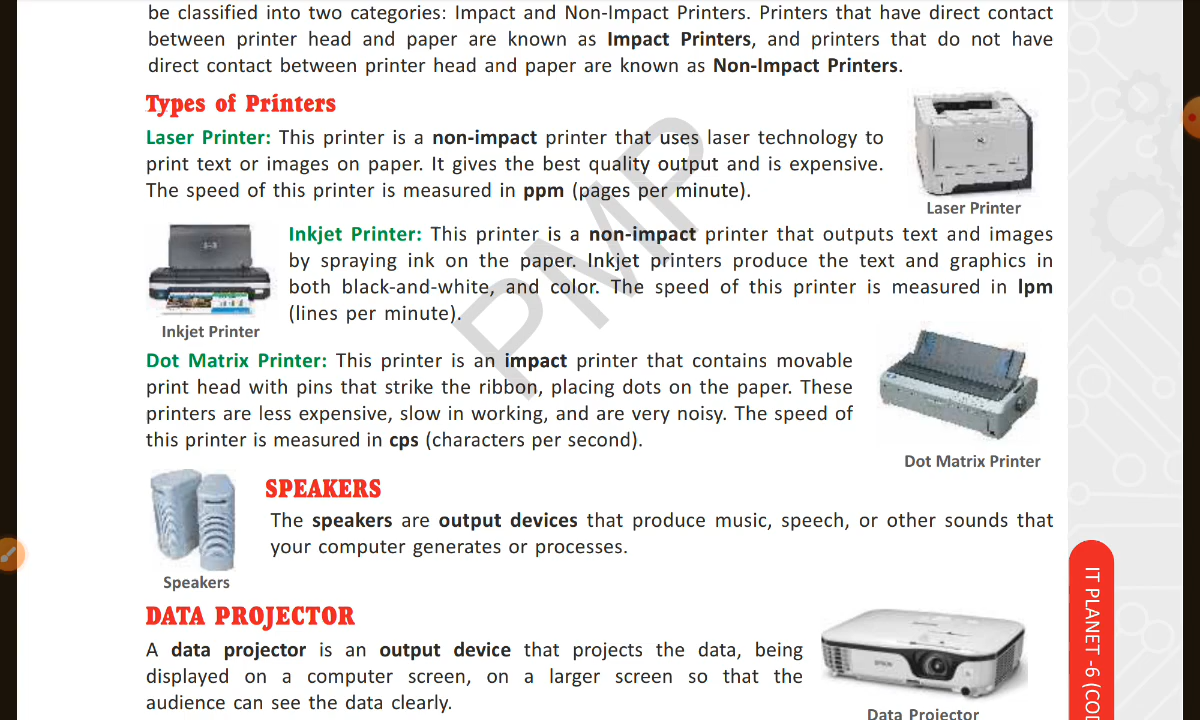 be classified into two categories: Impact and Non-Impact Printers. Printers that have direct contact
between printer head and paper are known as Impact Printers, and printers that do not have
direct contact between printer head and paper are known as Non-Impact Printers.
Types of Printers
Laser Printer: This printer is a non-impact printer that uses laser technology to
print text or images on paper. It gives the best quality output and is expensive.
The speed of this printer is measured in ppm (pages per minute).
Laser Printer
Inkjet Printer: This printer is a non-impact printer that outputs text and images
by spraying ink on the paper. Inkjet printers produce the text and graphics in
both black-and-white, and color. The speed of this printer is measured in lpm
(lines per minute).
Inkjet Printer
Dot Matrix Printer: This printer is an impact printer that contains movable
print head with pins that strike the ribbon, placing dots on the paper. These
printers are less expensive, slow in working, and are very noisy. The speed of
this printer is measured in cps (characters per second).
Dot Matrix Printer
SPEAKERS
The speakers are output devices that produce music, speech, or other sounds that
your computer generates or processes.
Speakers
DATA PROJECTOR
A data projector is an output device that projects the data, being
displayed on a computer screen, on a larger screen so that the
audience can see the data clearly.
EPSON
Data Projector
PMP
IT PLANET -6 (COD